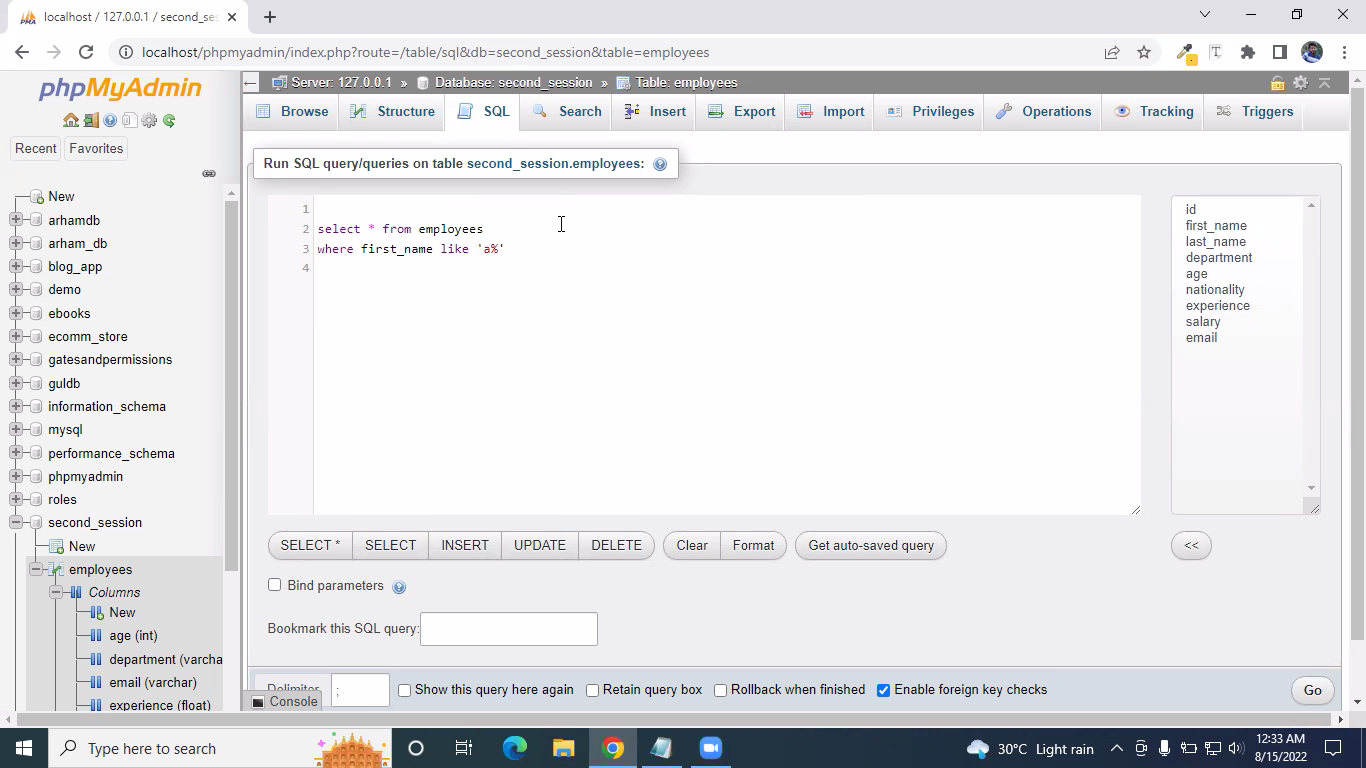 localhost / 127.0.0.1 / second_ses
localhost/phpmyadmin/index.php?route=/table/sql&db=second_session&table=employees
phpMyAdmin
Server: 127.0.0.1 » Database: second_session » Table: employees
Browse Structure SQL Search Insert Export Import Privileges Operations Tracking Triggers
Recent Favorites
Run SQL query/queries on table second_session.employees:
New
arhamdb
arham_db
blog_app
demo
ebooks
ecomm_store
gatesandpermissions
guldb
information_schema
mysql
performance_schema
phpmyadmin
roles
second_session
New
employees
Columns
New
age (int)
department (varcha
email (varchar)
experience (float)
1
2 select * from employees
3 where first_name like 'a%'
4
id
first_name
last_name
department
age
nationality
experience
salary
email
SELECT * SELECT INSERT UPDATE DELETE Clear Format Get auto-saved query <<
Bind parameters
Bookmark this SQL query:
Delimiter ; Show this query here again Retain query box Rollback when finished Enable foreign key checks Go
Console
Type here to search
30°C Light rain
12:33 AM
8/15/2022